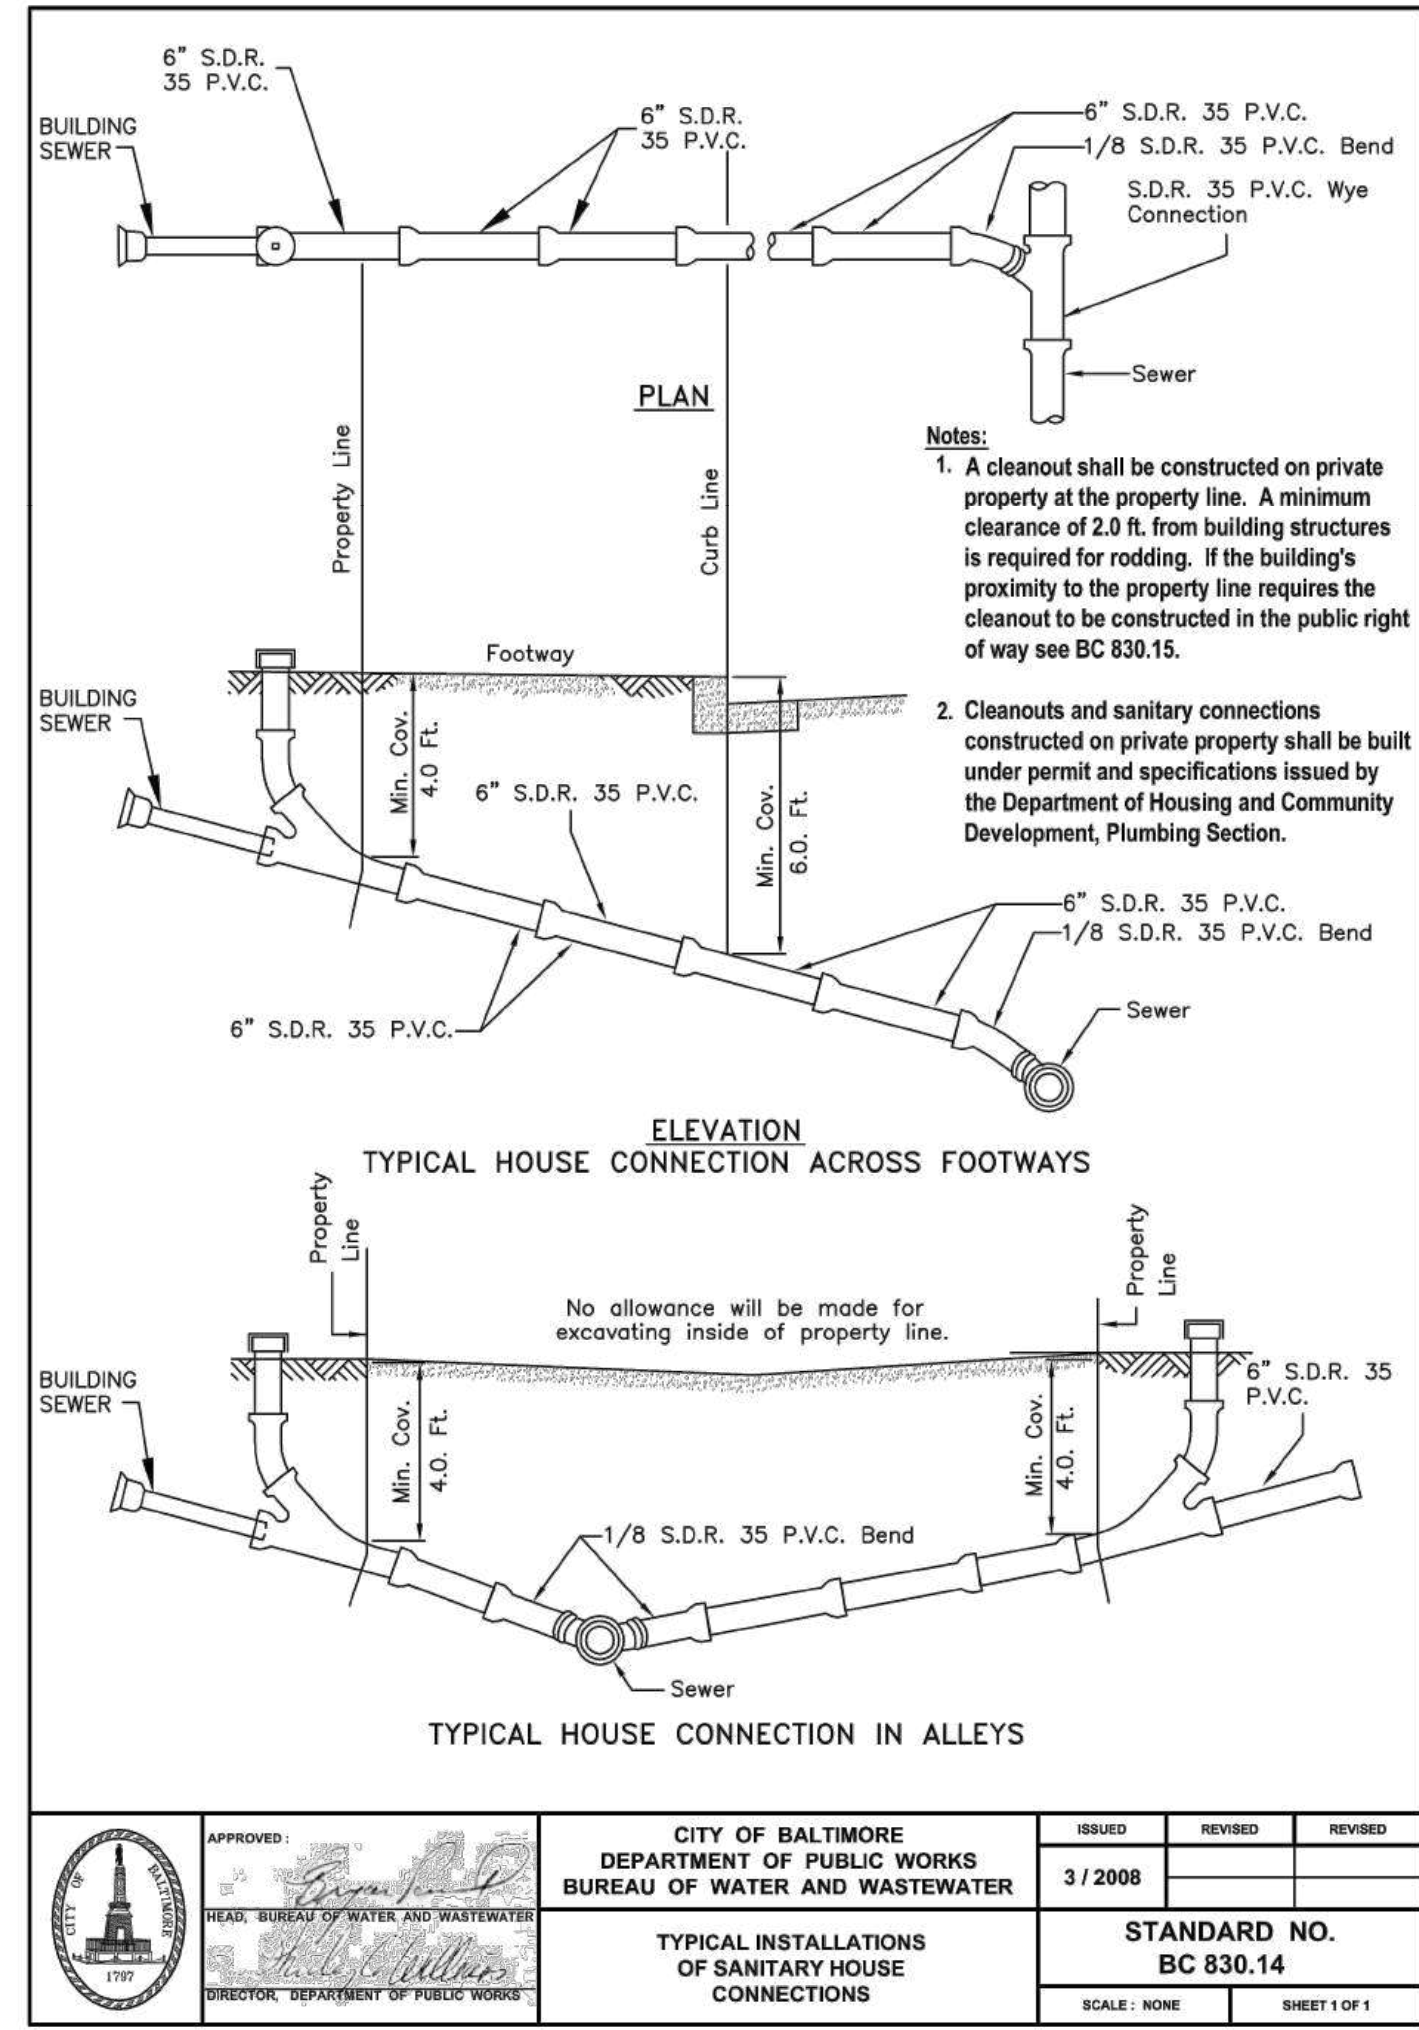 6" S.D.R.
35 P.V.C.
BUILDING
SEWER
6" S.D.R.
35 P.V.C.
6" S.D.R. 35 P.V.C.
1/8 S.D.R. 35 P.V.C. Bend
S.D.R. 35 P.V.C. Wye
Connection
Sewer
PLAN
Property Line
Curb Line
Notes:
1. A cleanout shall be constructed on private
property at the property line. A minimum
clearance of 2.0 ft. from building structures
is required for rodding. If the building's
proximity to the property line requires the
cleanout to be constructed in the public right
of way see BC 830.15.
2. Cleanouts and sanitary connections
constructed on private property shall be built
under permit and specifications issued by
the Department of Housing and Community
Development, Plumbing Section.
Footway
BUILDING
SEWER
Min. Cov.
4.0 Ft.
6" S.D.R. 35 P.V.C.
Min. Cov.
6.0. Ft.
6" S.D.R. 35 P.V.C.
1/8 S.D.R. 35 P.V.C. Bend
6" S.D.R. 35 P.V.C.
Sewer
ELEVATION
TYPICAL HOUSE CONNECTION ACROSS FOOTWAYS
Property
Line
Property
Line
No allowance will be made for
excavating inside of property line.
BUILDING
SEWER
Min. Cov.
4.0. Ft.
Min. Cov.
4.0. Ft.
6" S.D.R. 35
P.V.C.
1/8 S.D.R. 35 P.V.C. Bend
Sewer
TYPICAL HOUSE CONNECTION IN ALLEYS
CITY OF BALTIMORE
1797
APPROVED :
HEAD, BUREAU OF WATER AND WASTEWATER
DIRECTOR, DEPARTMENT OF PUBLIC WORKS
CITY OF BALTIMORE
DEPARTMENT OF PUBLIC WORKS
BUREAU OF WATER AND WASTEWATER
TYPICAL INSTALLATIONS
OF SANITARY HOUSE
CONNECTIONS
ISSUED
REVISED
REVISED
3 / 2008
STANDARD NO.
BC 830.14
SCALE : NONE
SHEET 1 OF 1